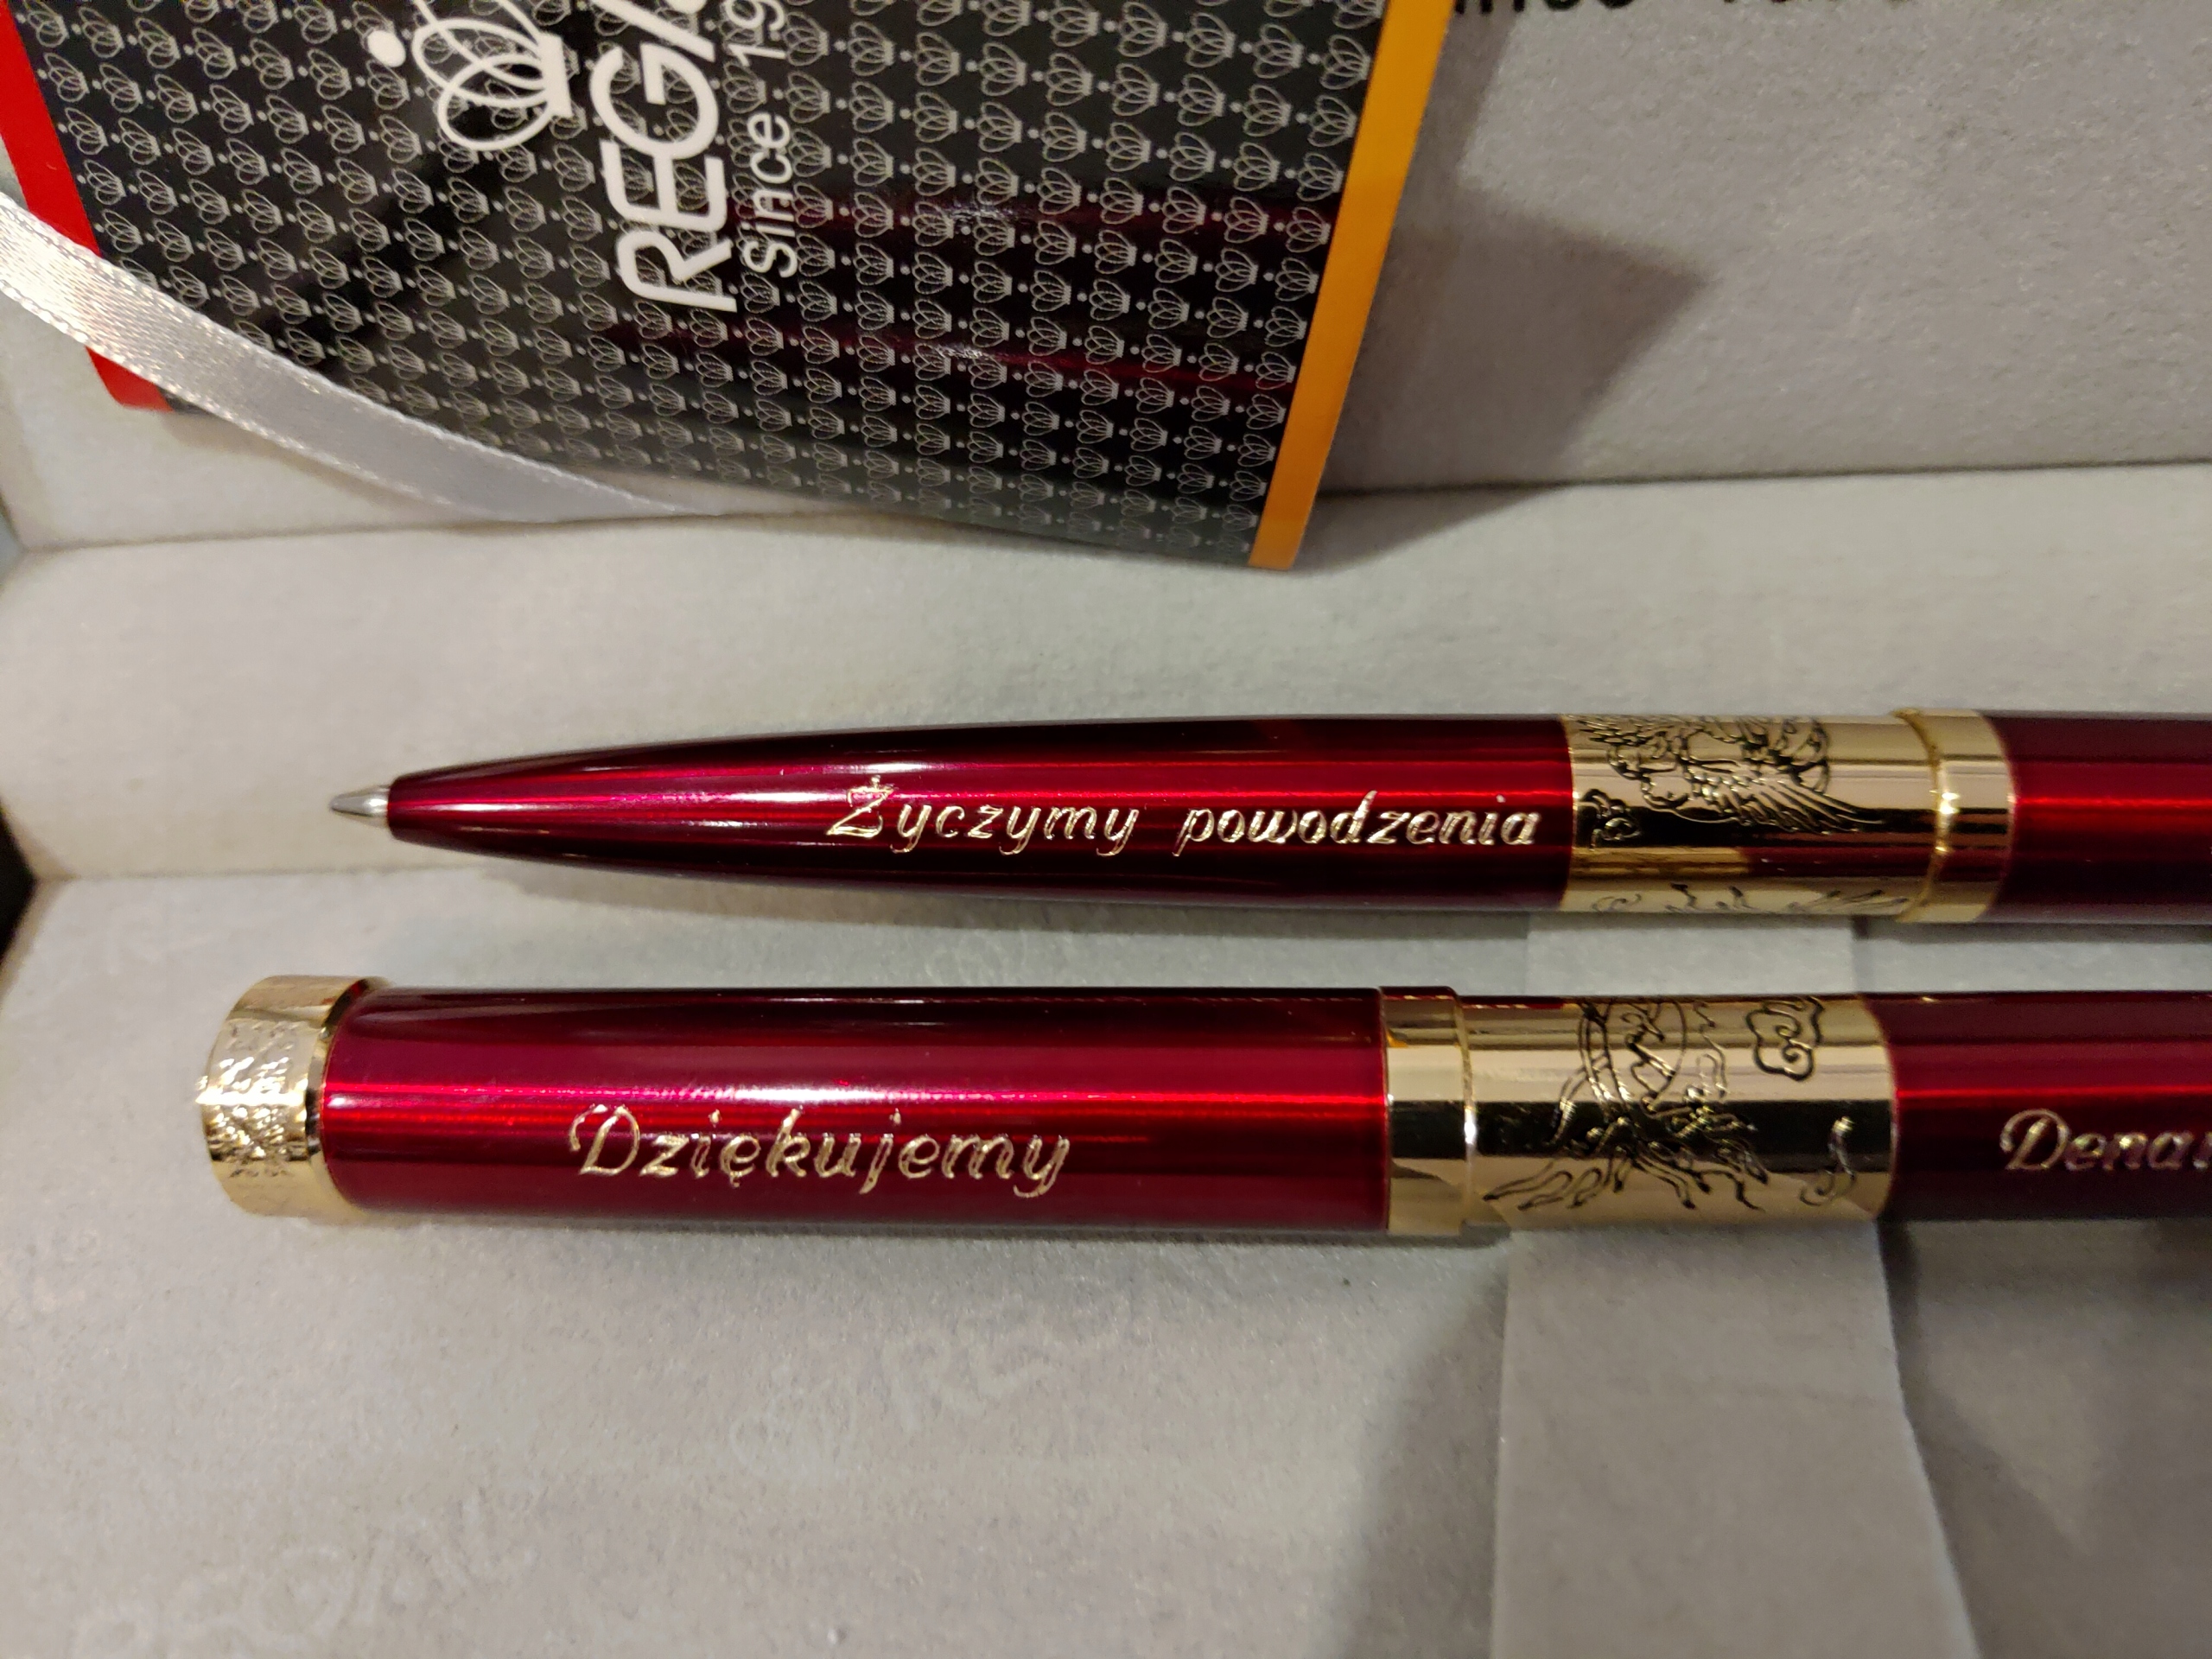 REGA
Since 19
Życzymy powodzenia
Dziękujemy
Dena